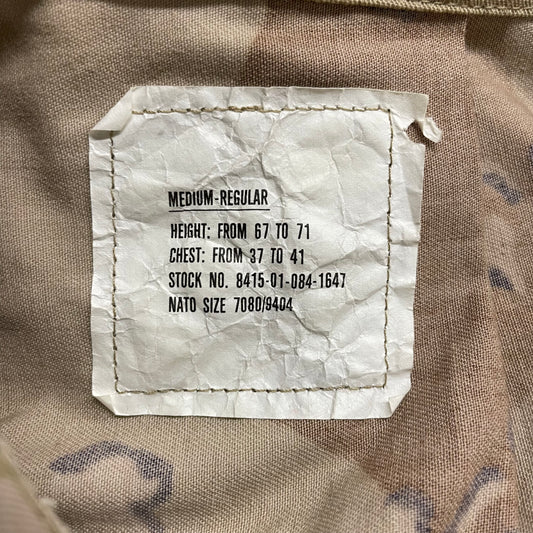 MEDIUM-REGULAR
HEIGHT: FROM 67 TO 71
CHEST: FROM 37 TO 41
STOCK NO. 8415-01-084-1647
NATO SIZE 7080/9404